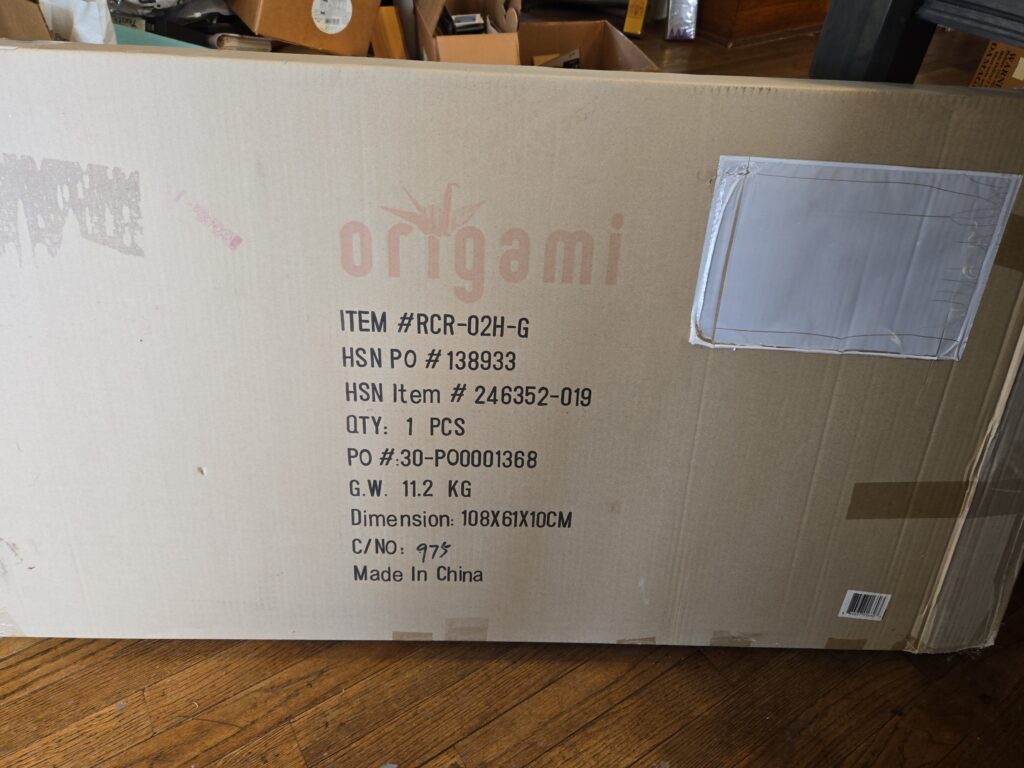 origami
ITEM #RCR-02H-G
HSN PO # 138933
HSN Item # 246352-019
QTY: 1 PCS
PO #:30-PO0001368
G.W. 11.2 KG
Dimension: 108X61X10CM
C/NO: 975
Made In China